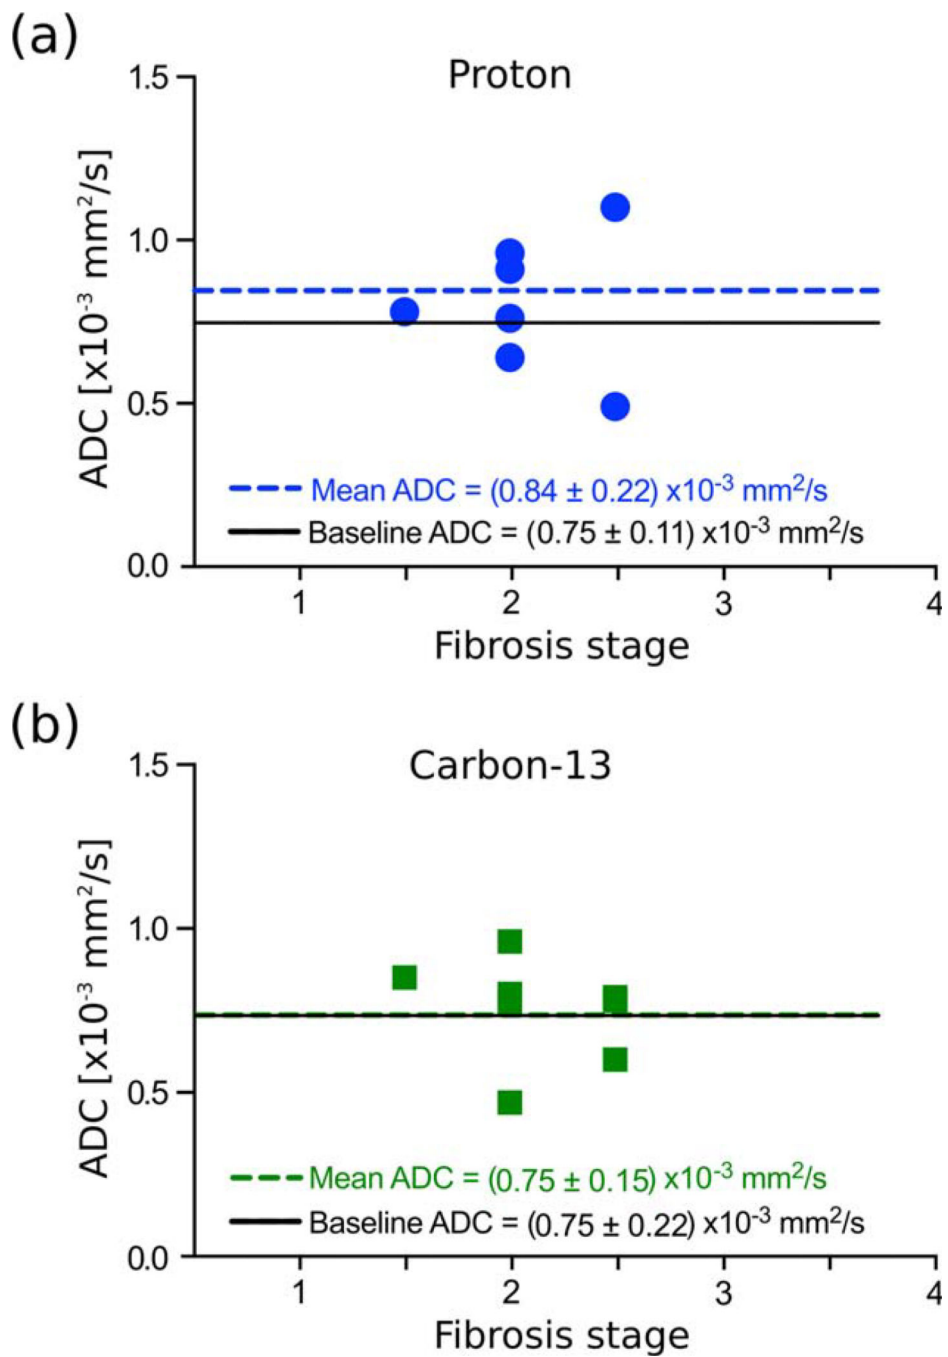 (a)
Proton
ADC [x10⁻³ mm²/s]
1.5
1.0
0.5
0.0
Mean ADC = (0.84 ± 0.22) x10⁻³ mm²/s
Baseline ADC = (0.75 ± 0.11) x10⁻³ mm²/s
1 2 3 4
Fibrosis stage
(b)
Carbon-13
ADC [x10⁻³ mm²/s]
1.5
1.0
0.5
0.0
Mean ADC = (0.75 ± 0.15) x10⁻³ mm²/s
Baseline ADC = (0.75 ± 0.22) x10⁻³ mm²/s
1 2 3 4
Fibrosis stage